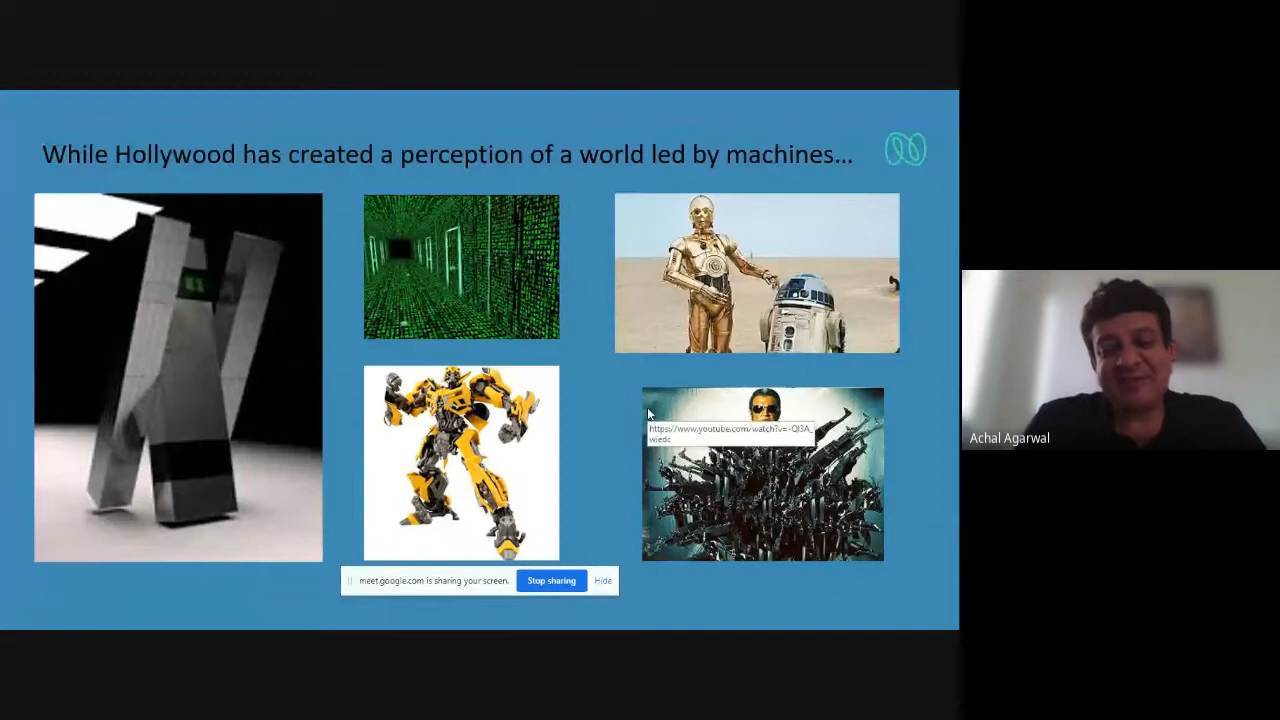 While Hollywood has created a perception of a world led by machines...
https://www.youtube.com/watch?v=-QI3A_
wiedc
meet.google.com is sharing your screen.
Stop sharing
Hide
Achal Agarwal